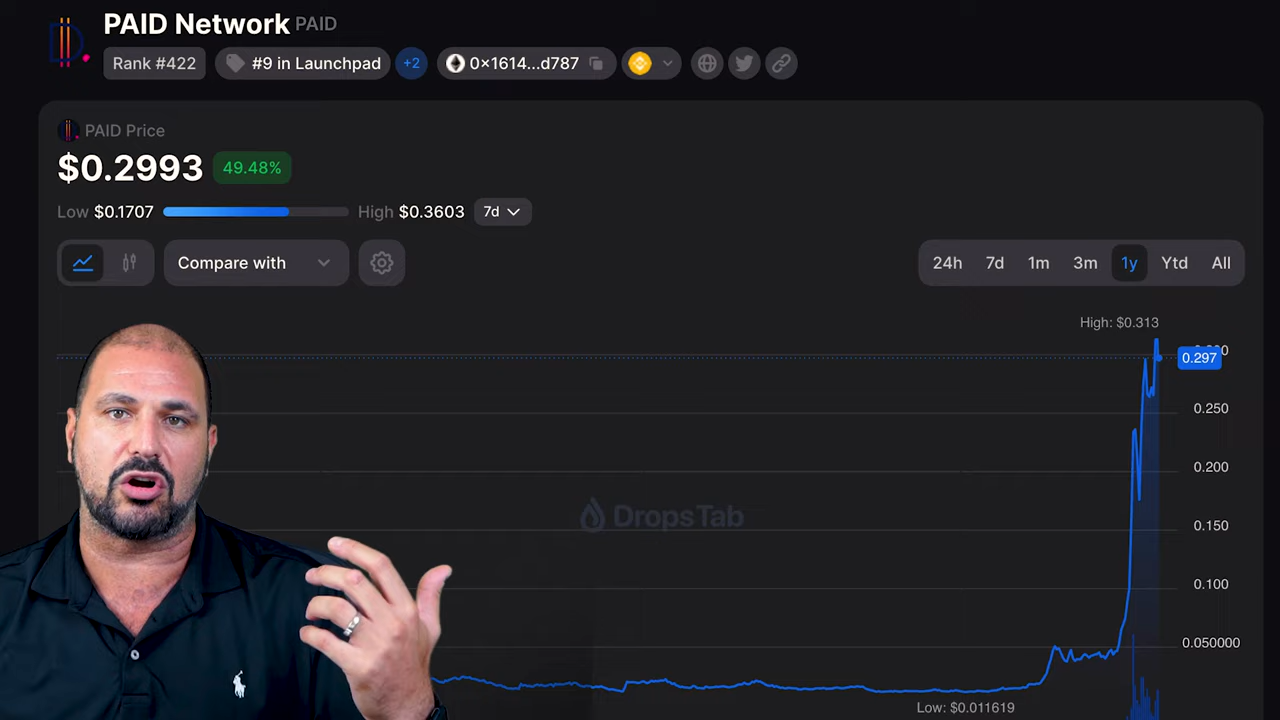 PAID Network PAID
Rank #422 #9 in Launchpad +2 0×1614...d787
PAID Price
$0.2993 49.48%
Low $0.1707 High $0.3603 7d
Compare with 24h 7d 1m 3m 1y Ytd All
High: $0.313
0.297
0.250
0.200
DropsTab
0.150
0.100
0.050000
Low: $0.011619